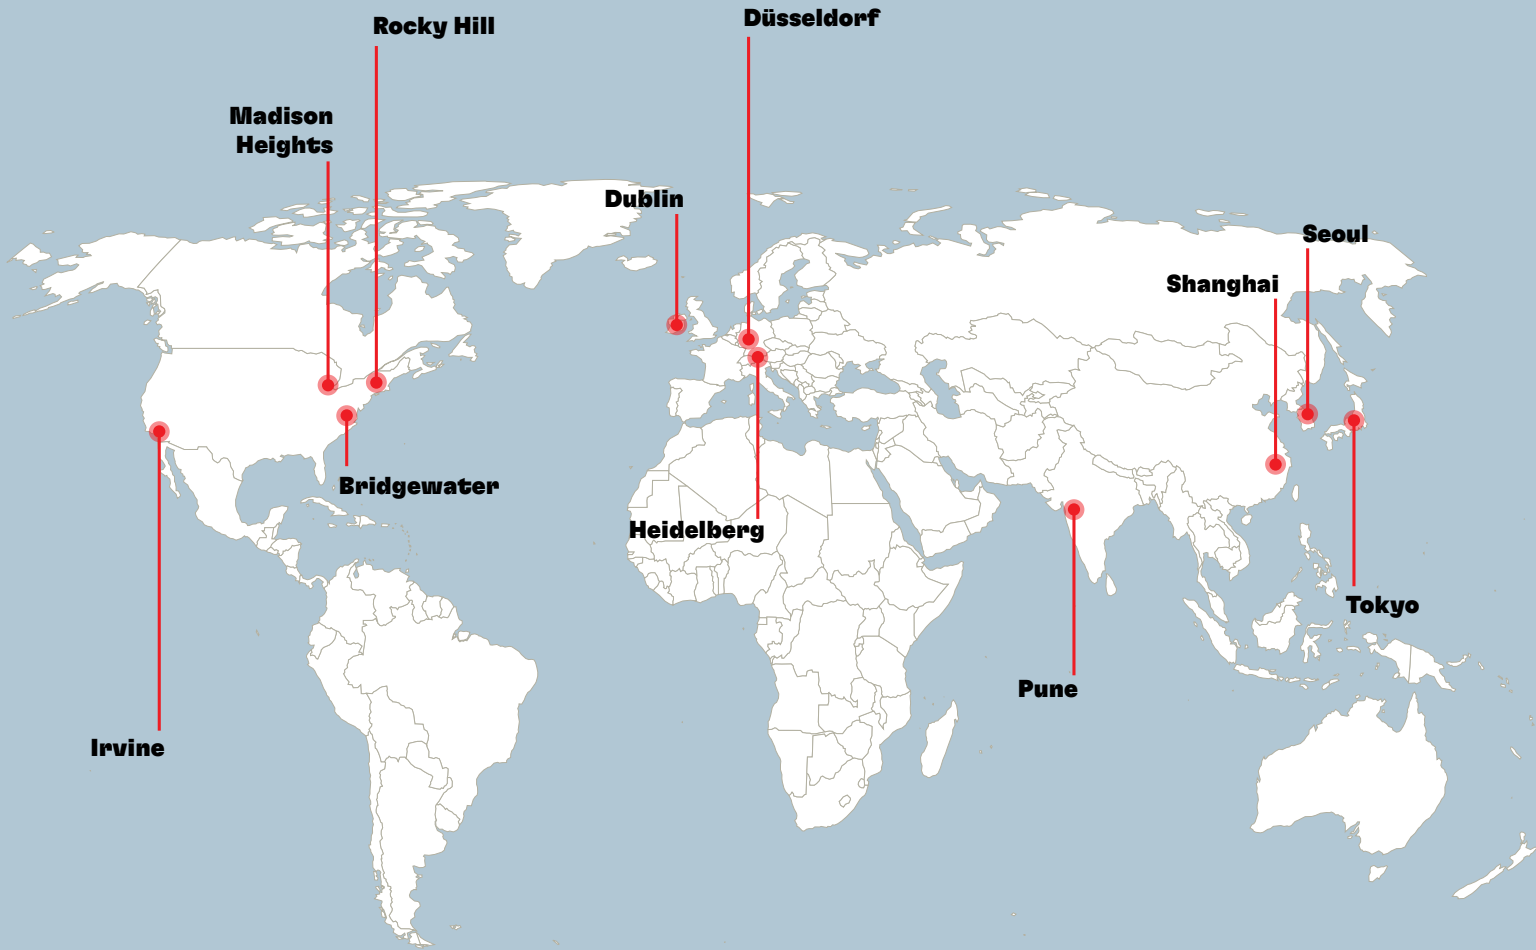 Düsseldorf
Rocky Hill
Madison
Heights
Dublin
Seoul
Shanghai
Bridgewater
Heidelberg
Tokyo
Pune
Irvine